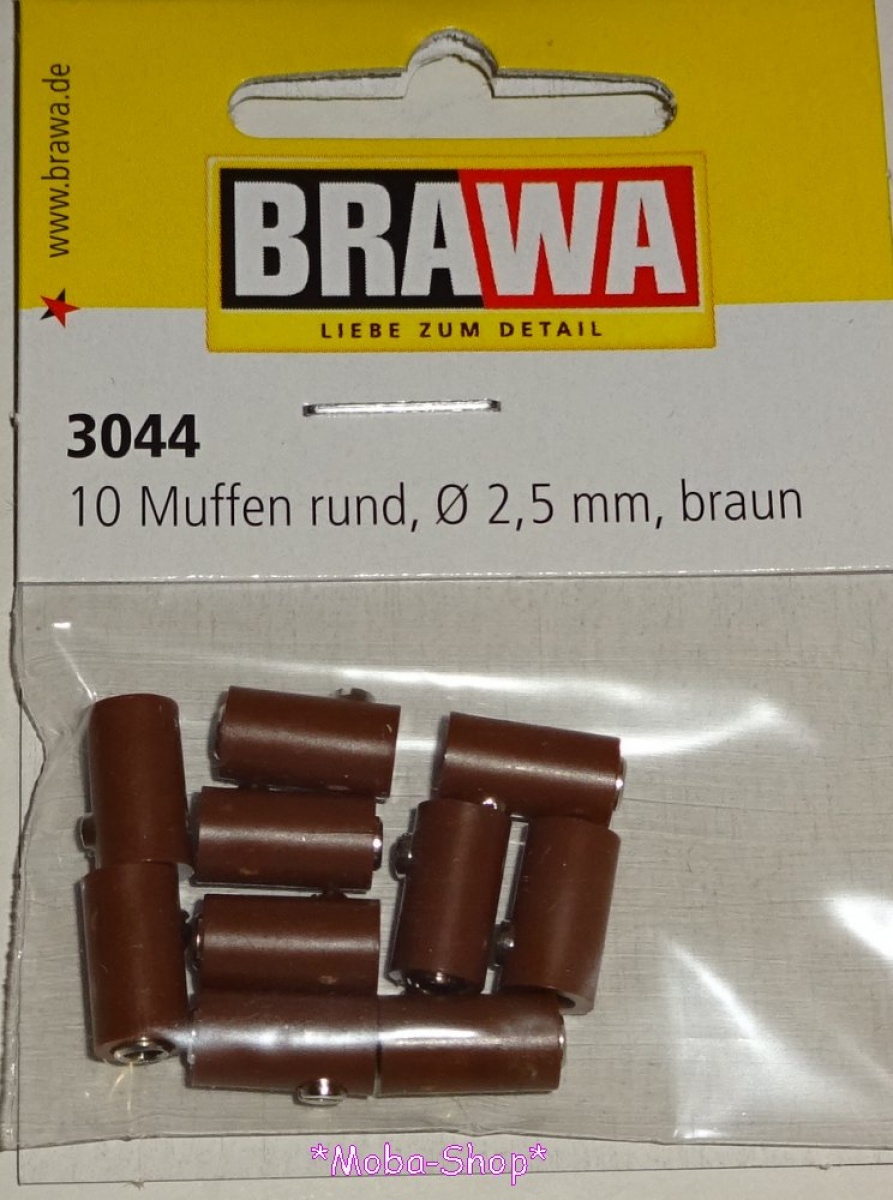 www.brawa.de
BRAWA
LIEBE ZUM DETAIL
3044
10 Muffen rund, Ø 2,5 mm, braun
*Moba-Shop*